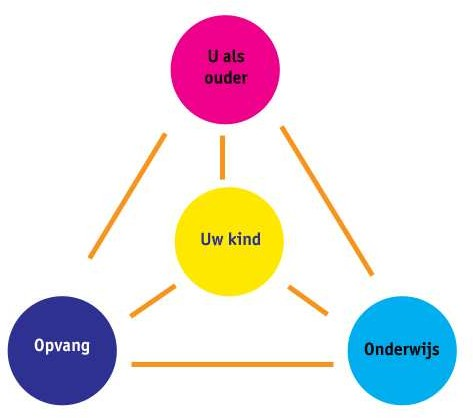 U als
ouder
Uw kind
Opvang
Onderwijs